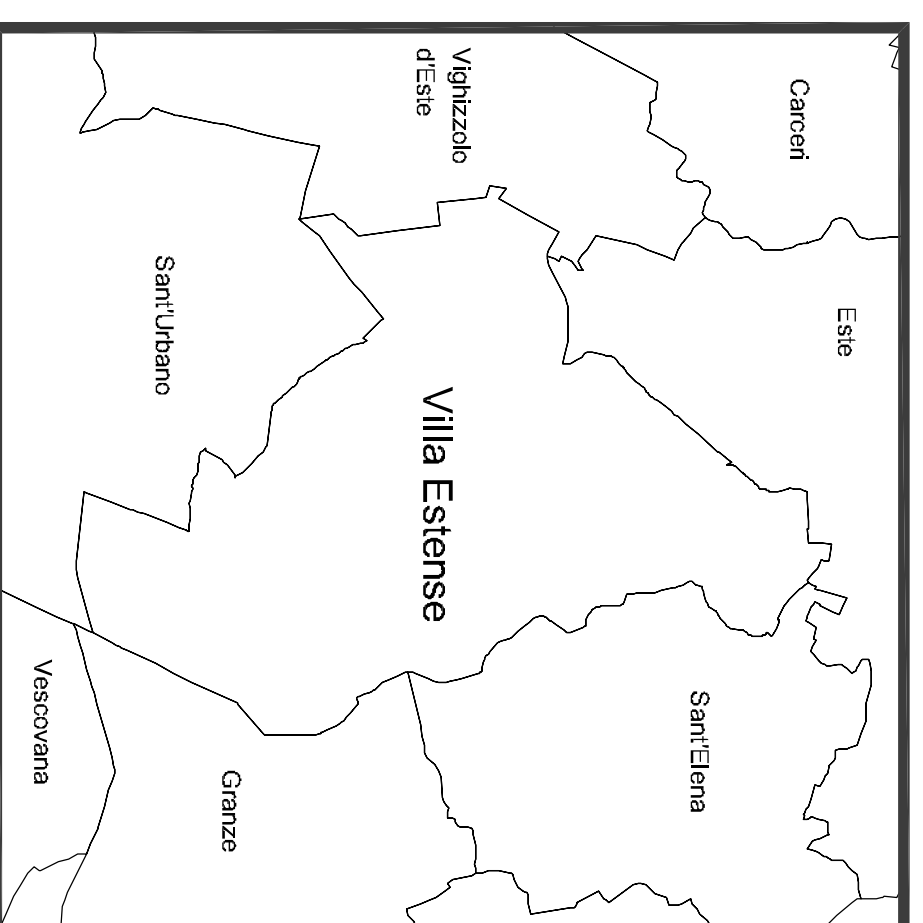 Carceri
Vighizzolo
d'Este
Este
Sant'Urbano
Villa Estense
Sant'Elena
Vescovana
Granze